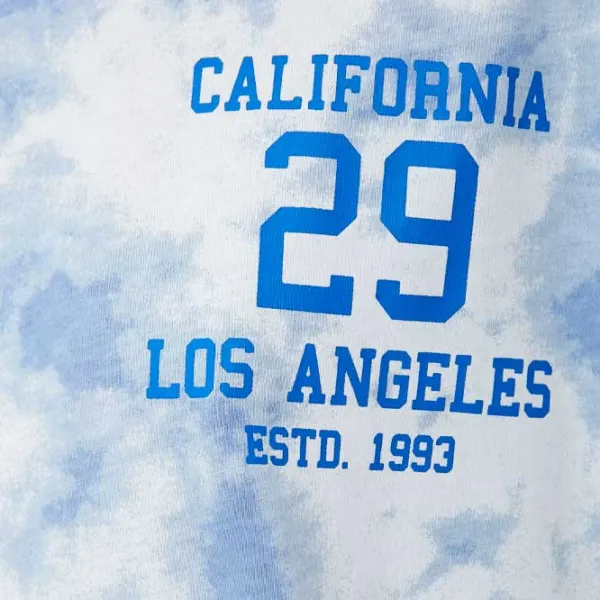 CALIFORNIA
29
LOS ANGELES
ESTD. 1993